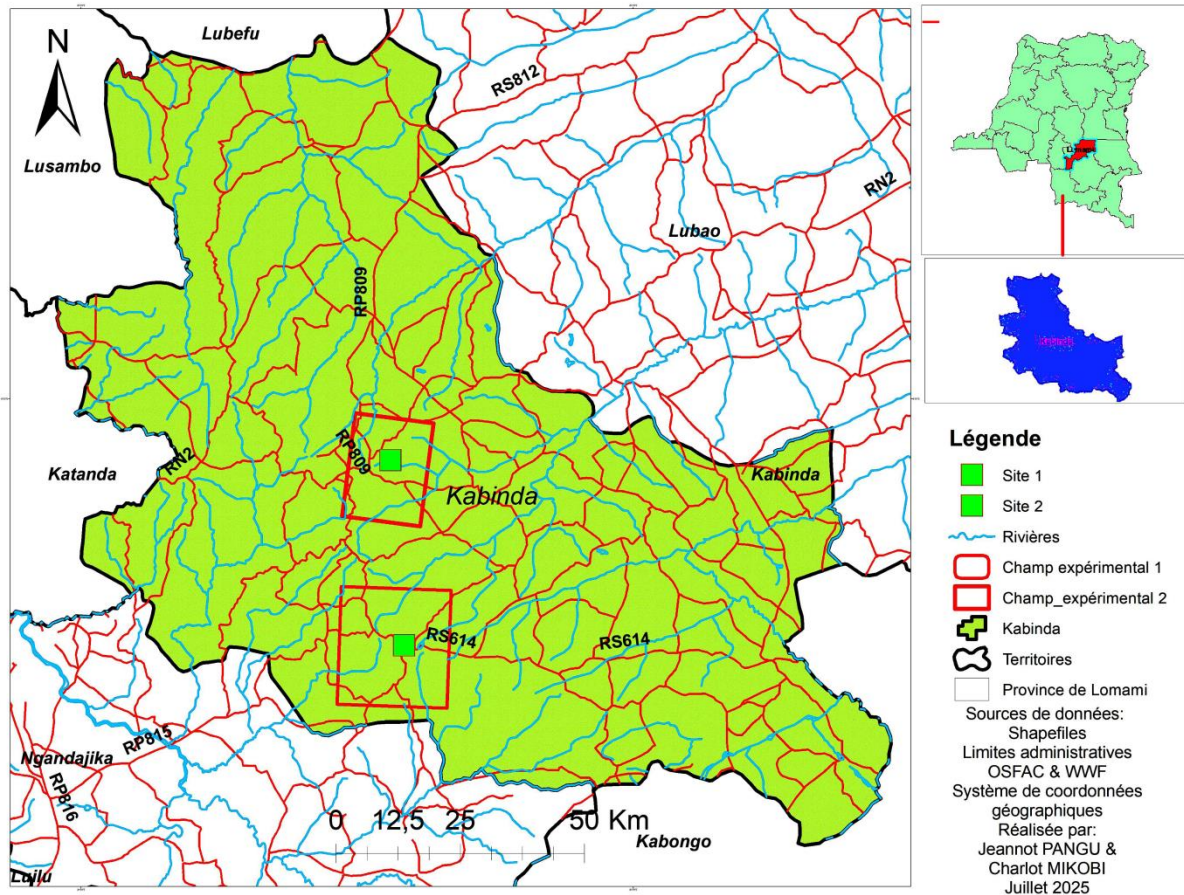 N
Lubefu
RS812
Lusambo
RN2
Lubao
RP809
Katanda
RN2
RP809
Kabinda
Kabinda
RS614
RS614
Ngandajika
RP815
RP816
Luilu
0 12,5 25 50 Km
Kabongo
Légende
Site 1
Site 2
Rivières
Champ expérimental 1
Champ_expérimental 2
Kabinda
Territoires
Province de Lomami
Sources de données:
Shapefiles
Limites administratives
OSFAC & WWF
Système de coordonnées
géographiques
Réalisée par:
Jeannot PANGU &
Charlot MIKOBI
Juillet 2025